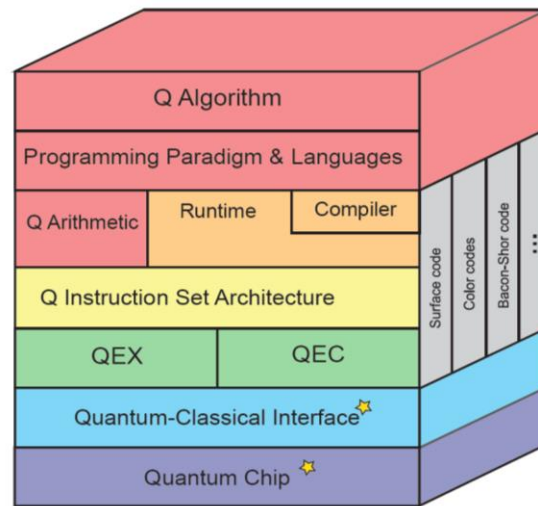 Q Algorithm
Programming Paradigm & Languages
Q Arithmetic
Runtime
Compiler
Q Instruction Set Architecture
QEX
QEC
Quantum-Classical Interface
Quantum Chip
Surface code
Color codes
Bacon-Shor code
...